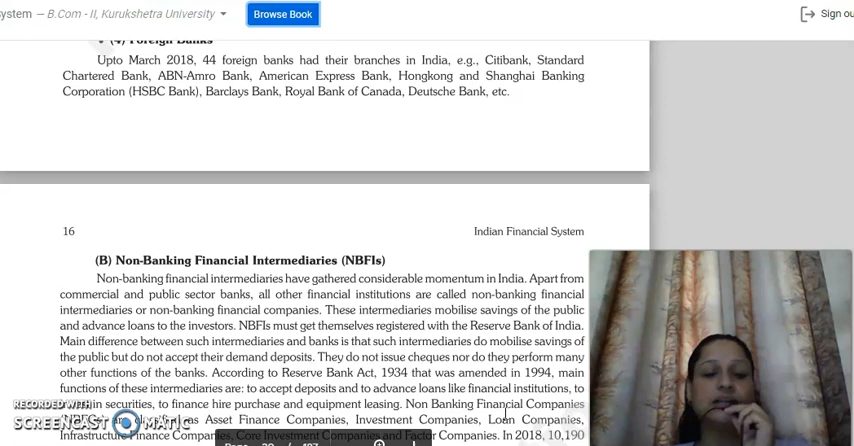 ystem — B.Com - II, Kurukshetra University
Browse Book
Sign ou
(4) Foreign Banks
Upto March 2018, 44 foreign banks had their branches in India, e.g., Citibank, Standard
Chartered Bank, ABN-Amro Bank, American Express Bank, Hongkong and Shanghai Banking
Corporation (HSBC Bank), Barclays Bank, Royal Bank of Canada, Deutsche Bank, etc.
16 Indian Financial System
(B) Non-Banking Financial Intermediaries (NBFIs)
Non-banking financial intermediaries have gathered considerable momentum in India. Apart from
commercial and public sector banks, all other financial institutions are called non-banking financial
intermediaries or non-banking financial companies. These intermediaries mobilise savings of the public
and advance loans to the investors. NBFIs must get themselves registered with the Reserve Bank of India.
Main difference between such intermediaries and banks is that such intermediaries do mobilise savings of
the public but do not accept their demand deposits. They do not issue cheques nor do they perform many
other functions of the banks. According to Reserve Bank Act, 1934 that was amended in 1994, main
functions of these intermediaries are: to accept deposits and to advance loans like financial institutions, to
in securities, to finance hire purchase and equipment leasing. Non Banking Financial Companies
as Asset Finance Companies, Investment Companies, Loan Companies,
Infrastructure Finance Companies, Core Investment Companies and Factor Companies. In 2018, 10,190
RECORDED WITH
SCREENCAST MATIC